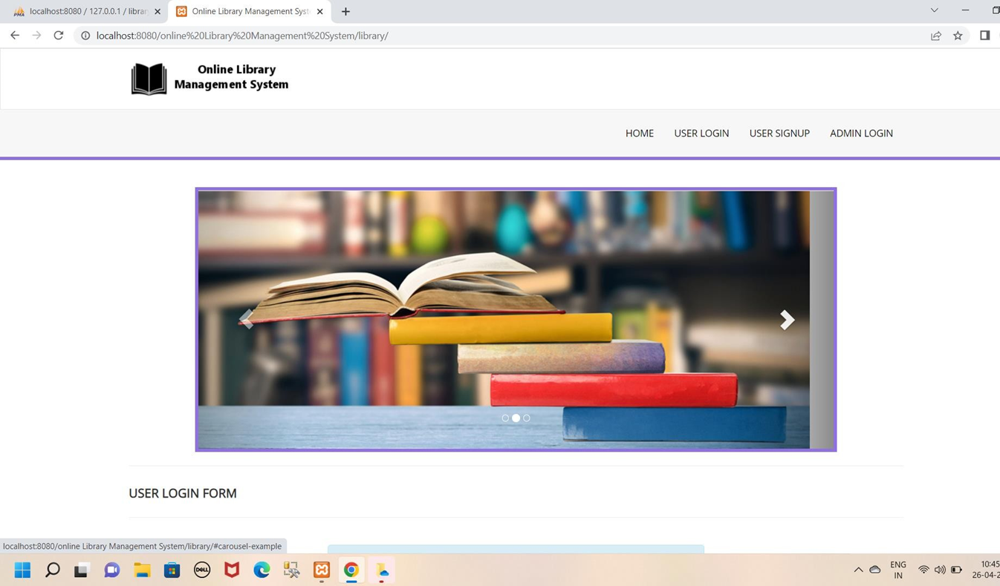 localhost:8080 / 127.0.0.1 / librar
Online Library Management Syst
localhost:8080/online%20Library%20Management%20System/library/
Online Library
Management System
HOME USER LOGIN USER SIGNUP ADMIN LOGIN
USER LOGIN FORM
localhost:8080/online Library Management System/library/#carousel-example
DELL
ENG
IN
10:45
26-04-2